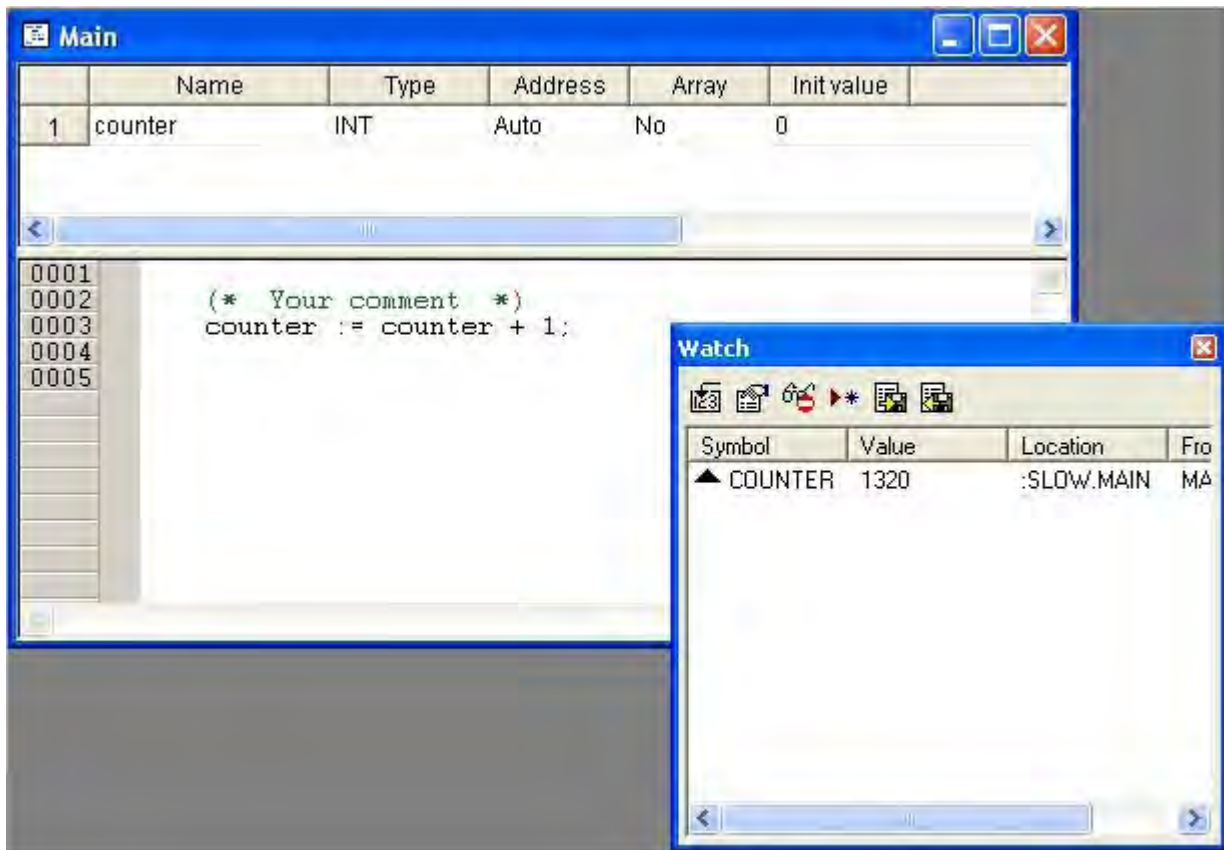 Main
Name Type Address Array Init value
1 counter INT Auto No 0
0001
0002 (* Your comment *)
0003 counter := counter + 1;
0004
0005
Watch
Symbol Value Location Fro
COUNTER 1320 :SLOW.MAIN MA